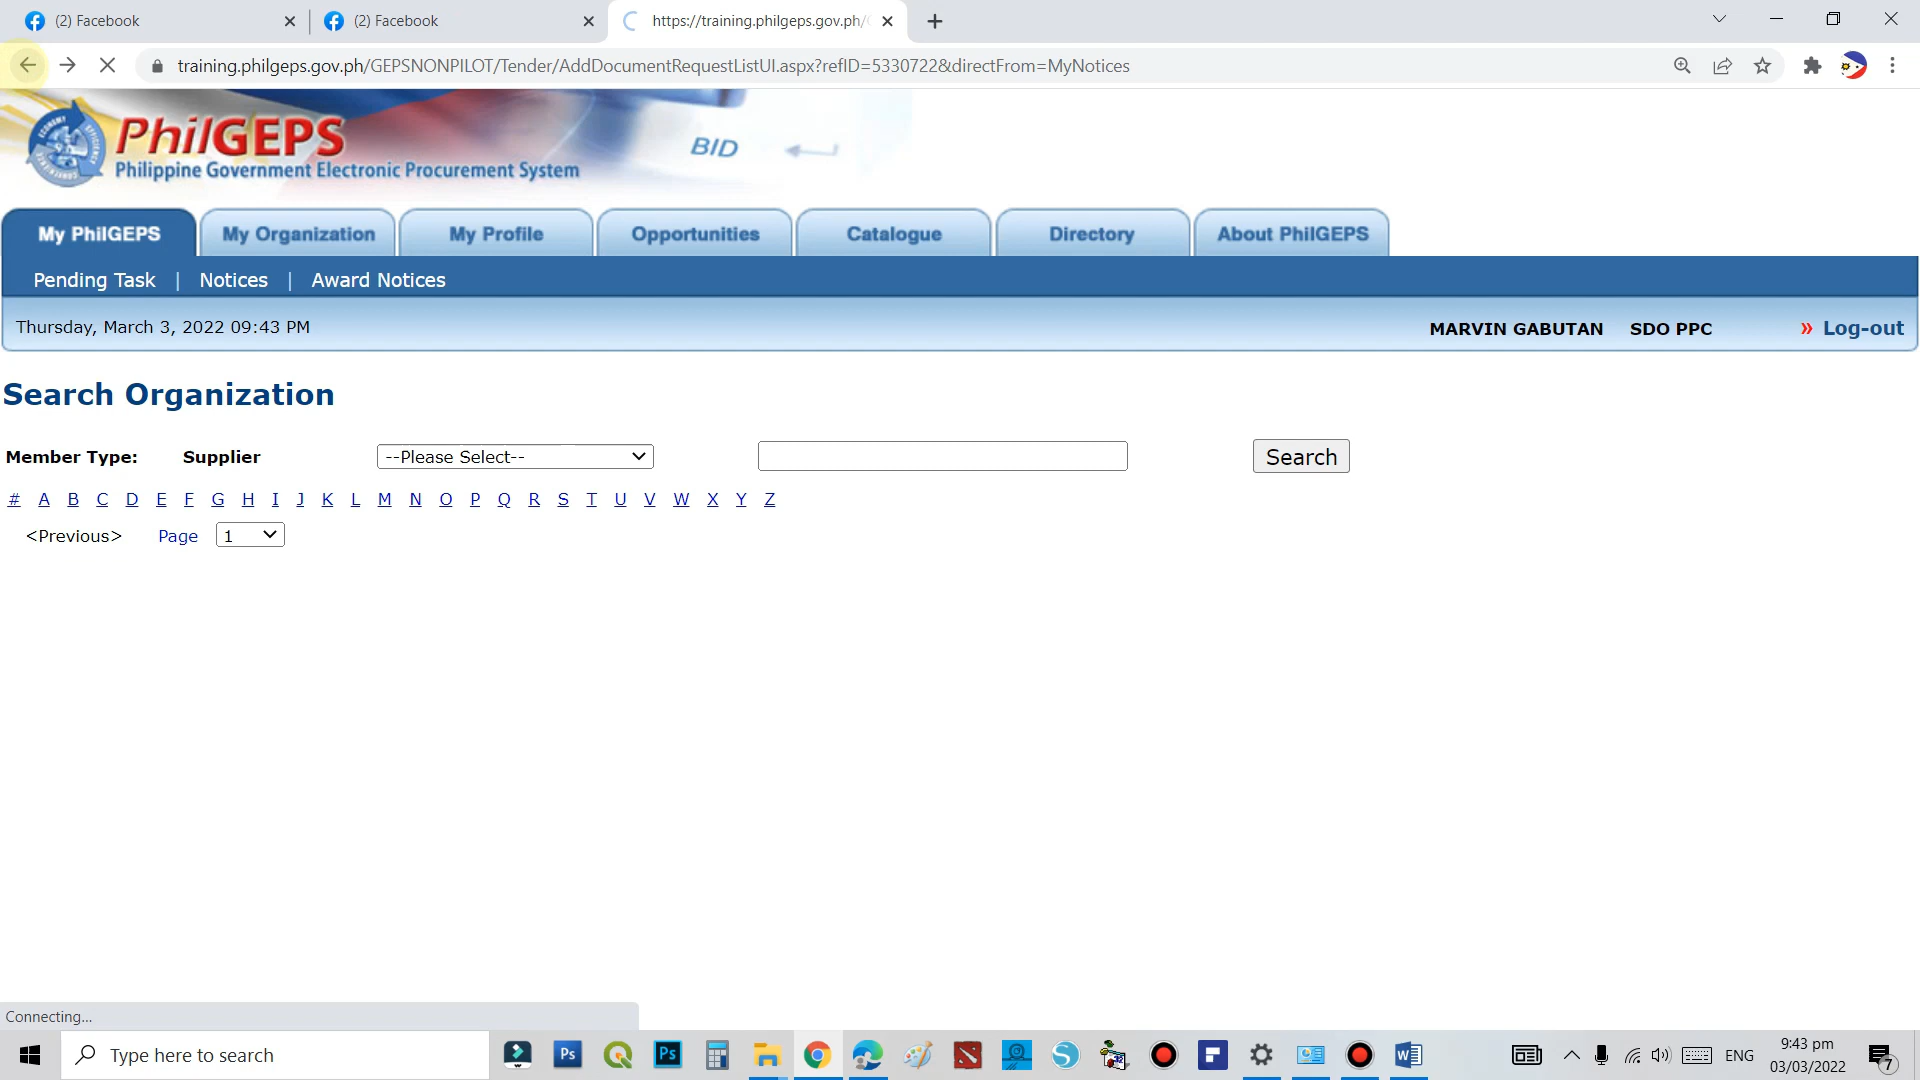 (2) Facebook
(2) Facebook
https://training.philgeps.gov.ph/
training.philgeps.gov.ph/GEPSNONPILOT/Tender/AddDocumentRequestListUI.aspx?refID=5330722&directFrom=MyNotices
PhilGEPS
Philippine Government Electronic Procurement System
BID
My PhilGEPS My Organization My Profile Opportunities Catalogue Directory About PhilGEPS
Pending Task | Notices | Award Notices
Thursday, March 3, 2022 09:43 PM MARVIN GABUTAN SDO PPC » Log-out
Search Organization
Member Type: Supplier --Please Select-- Search
# A B C D E F G H I J K L M N O P Q R S T U V W X Y Z
<Previous> Page 1
Connecting...
Type here to search
Ps
Ps
ENG
9:43 pm
03/03/2022
7